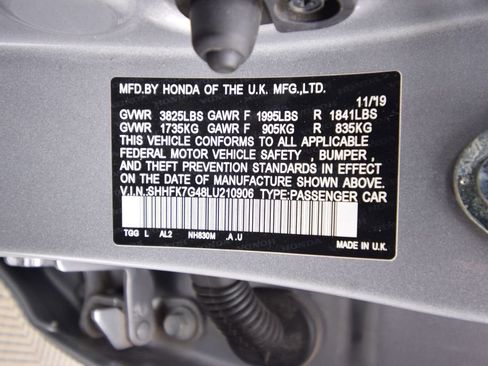 MFD.BY HONDA OF THE U.K. MFG.,LTD.
11/'19
GVWR 3825LBS GAWR F 1995LBS R 1841LBS
GVWR 1735KG GAWR F 905KG R 835KG
THIS VEHICLE CONFORMS TO ALL APPLICABLE
FEDERAL MOTOR VEHICLE SAFETY , BUMPER ,
AND THEFT PREVENTION STANDARDS IN EFFECT
ON THE DATE OF MANUFACTURE SHOWN ABOVE.
V.I.N.:SHHFK7G48LU210906 TYPE:PASSENGER CAR
TGG L AL2 NH830M .A .U
MADE IN U.K.